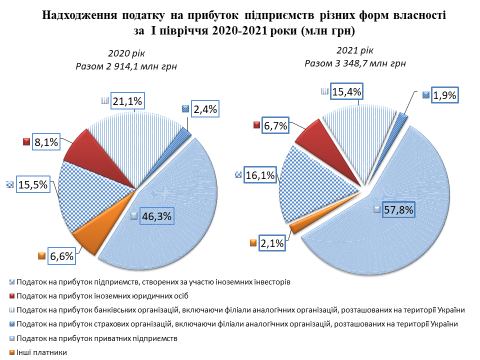 Надходження податку на прибуток підприємств різних форм власності
за І півріччя 2020-2021 роки (млн грн)
2020 рік
Разом 2 914,1 млн грн
2021 рік
Разом 3 348,7 млн грн
21,1%
2,4%
8,1%
15,5%
46,3%
6,6%
15,4%
1,9%
6,7%
16,1%
57,8%
2,1%
Податок на прибуток підприємств, створених за участю іноземних інвесторів
Податок на прибуток іноземних юридичних осіб
Податок на прибуток банківських організацій, включаючи філіали аналогічних організацій, розташованих на території України
Податок на прибуток страхових організацій, включаючи філіали аналогічних організацій, розташованих на території України
Податок на прибуток приватних підприємств
Інші платники